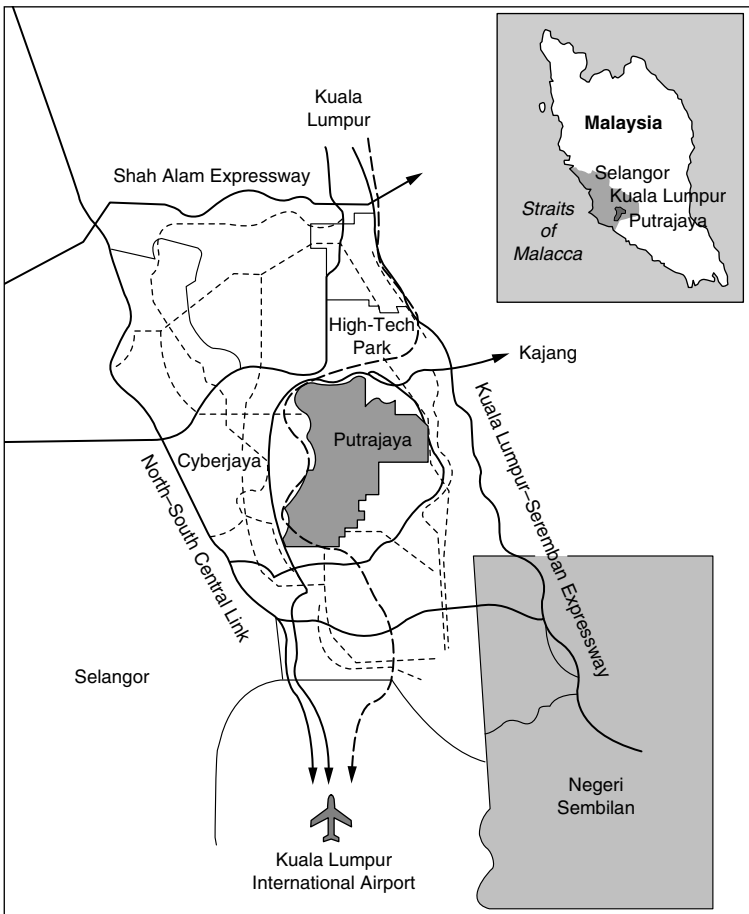 Kuala
Lumpur
Shah Alam Expressway
Malaysia
Selangor
Kuala Lumpur
Putrajaya
Straits
of
Malacca
High-Tech
Park
Kajang
Putrajaya
Cyberjaya
North–South Central Link
Kuala Lumpur–Seremban Expressway
Selangor
Negeri
Sembilan
Kuala Lumpur
International Airport